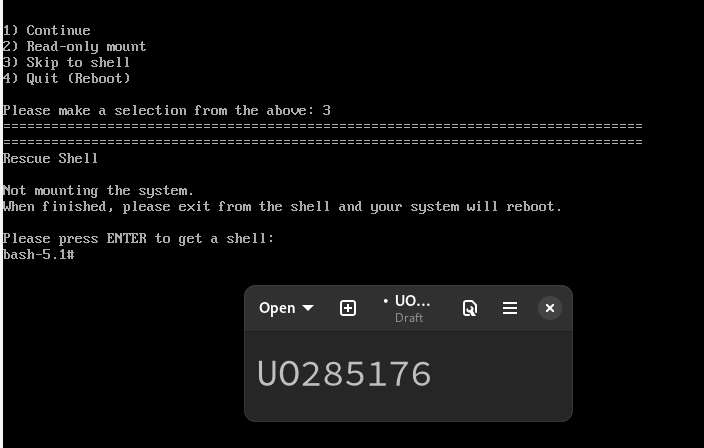 1) Continue
2) Read-only mount
3) Skip to shell
4) Quit (Reboot)
Please make a selection from the above: 3
================================================================================
================================================================================
Rescue Shell
Not mounting the system.
When finished, please exit from the shell and your system will reboot.
Please press ENTER to get a shell:
bash-5.1#
Open
• UO...
Draft
UO285176